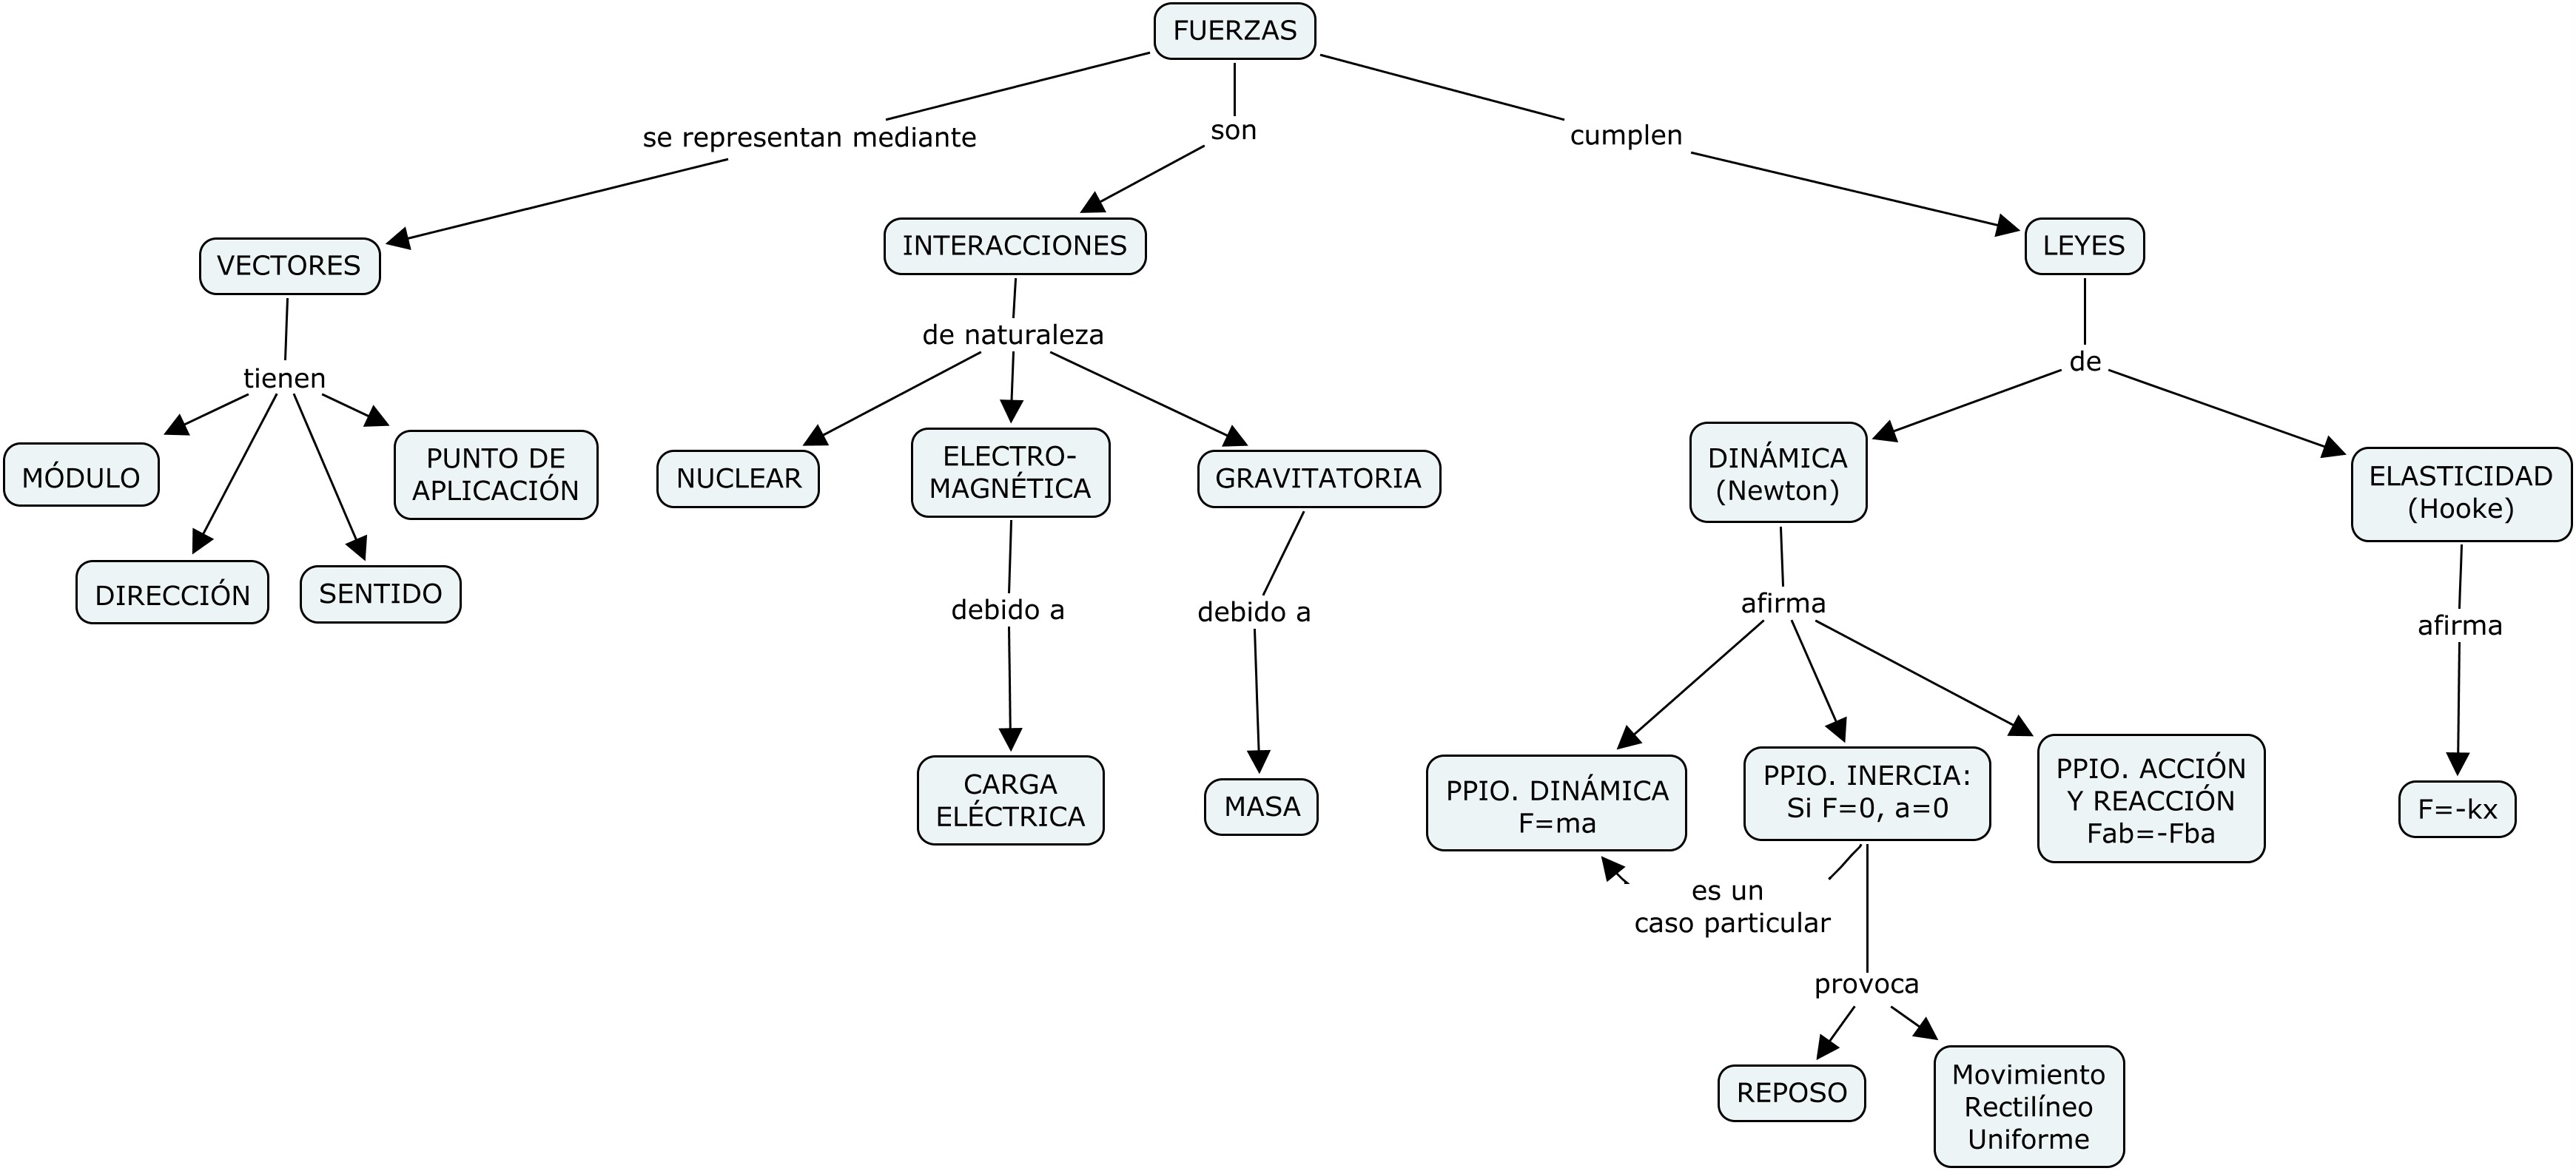 FUERZAS
se representan mediante
son
cumplen
VECTORES
INTERACCIONES
LEYES
tienen
de naturaleza
de
MÓDULO
PUNTO DE
APLICACIÓN
DIRECCIÓN
SENTIDO
NUCLEAR
ELECTRO-
MAGNÉTICA
GRAVITATORIA
DINÁMICA
(Newton)
ELASTICIDAD
(Hooke)
debido a
debido a
afirma
afirma
CARGA
ELÉCTRICA
MASA
PPIO. DINÁMICA
F=ma
PPIO. INERCIA:
Si F=0, a=0
PPIO. ACCIÓN
Y REACCIÓN
Fab=-Fba
F=-kx
es un
caso particular
provoca
REPOSO
Movimiento
Rectilíneo
Uniforme